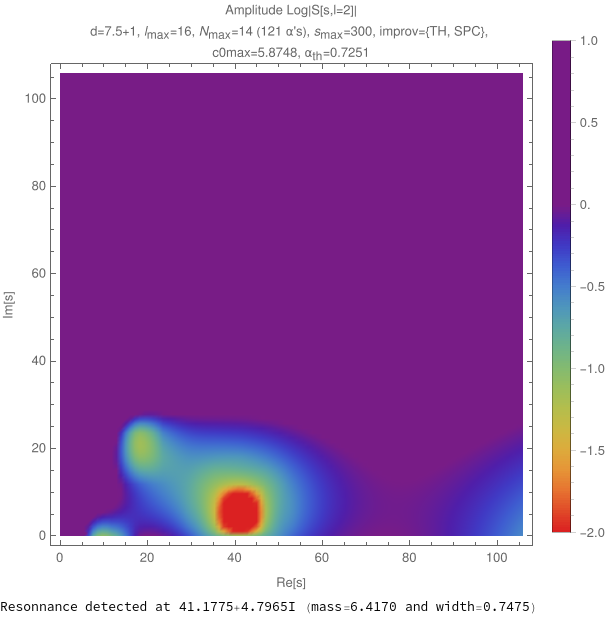 Amplitude Log|S[s,l=2]|
d=7.5+1, lmax=16, Nmax=14 (121 α's), smax=300, improv={TH, SPC},
c0max=5.8748, αth=0.7251
1.0
0.5
0.
-0.5
-1.0
-1.5
-2.0
100
80
60
40
20
0
Im[s]
0 20 40 60 80 100
Re[s]
Resonnance detected at 41.1775+4.7965I (mass=6.4170 and width=0.7475)